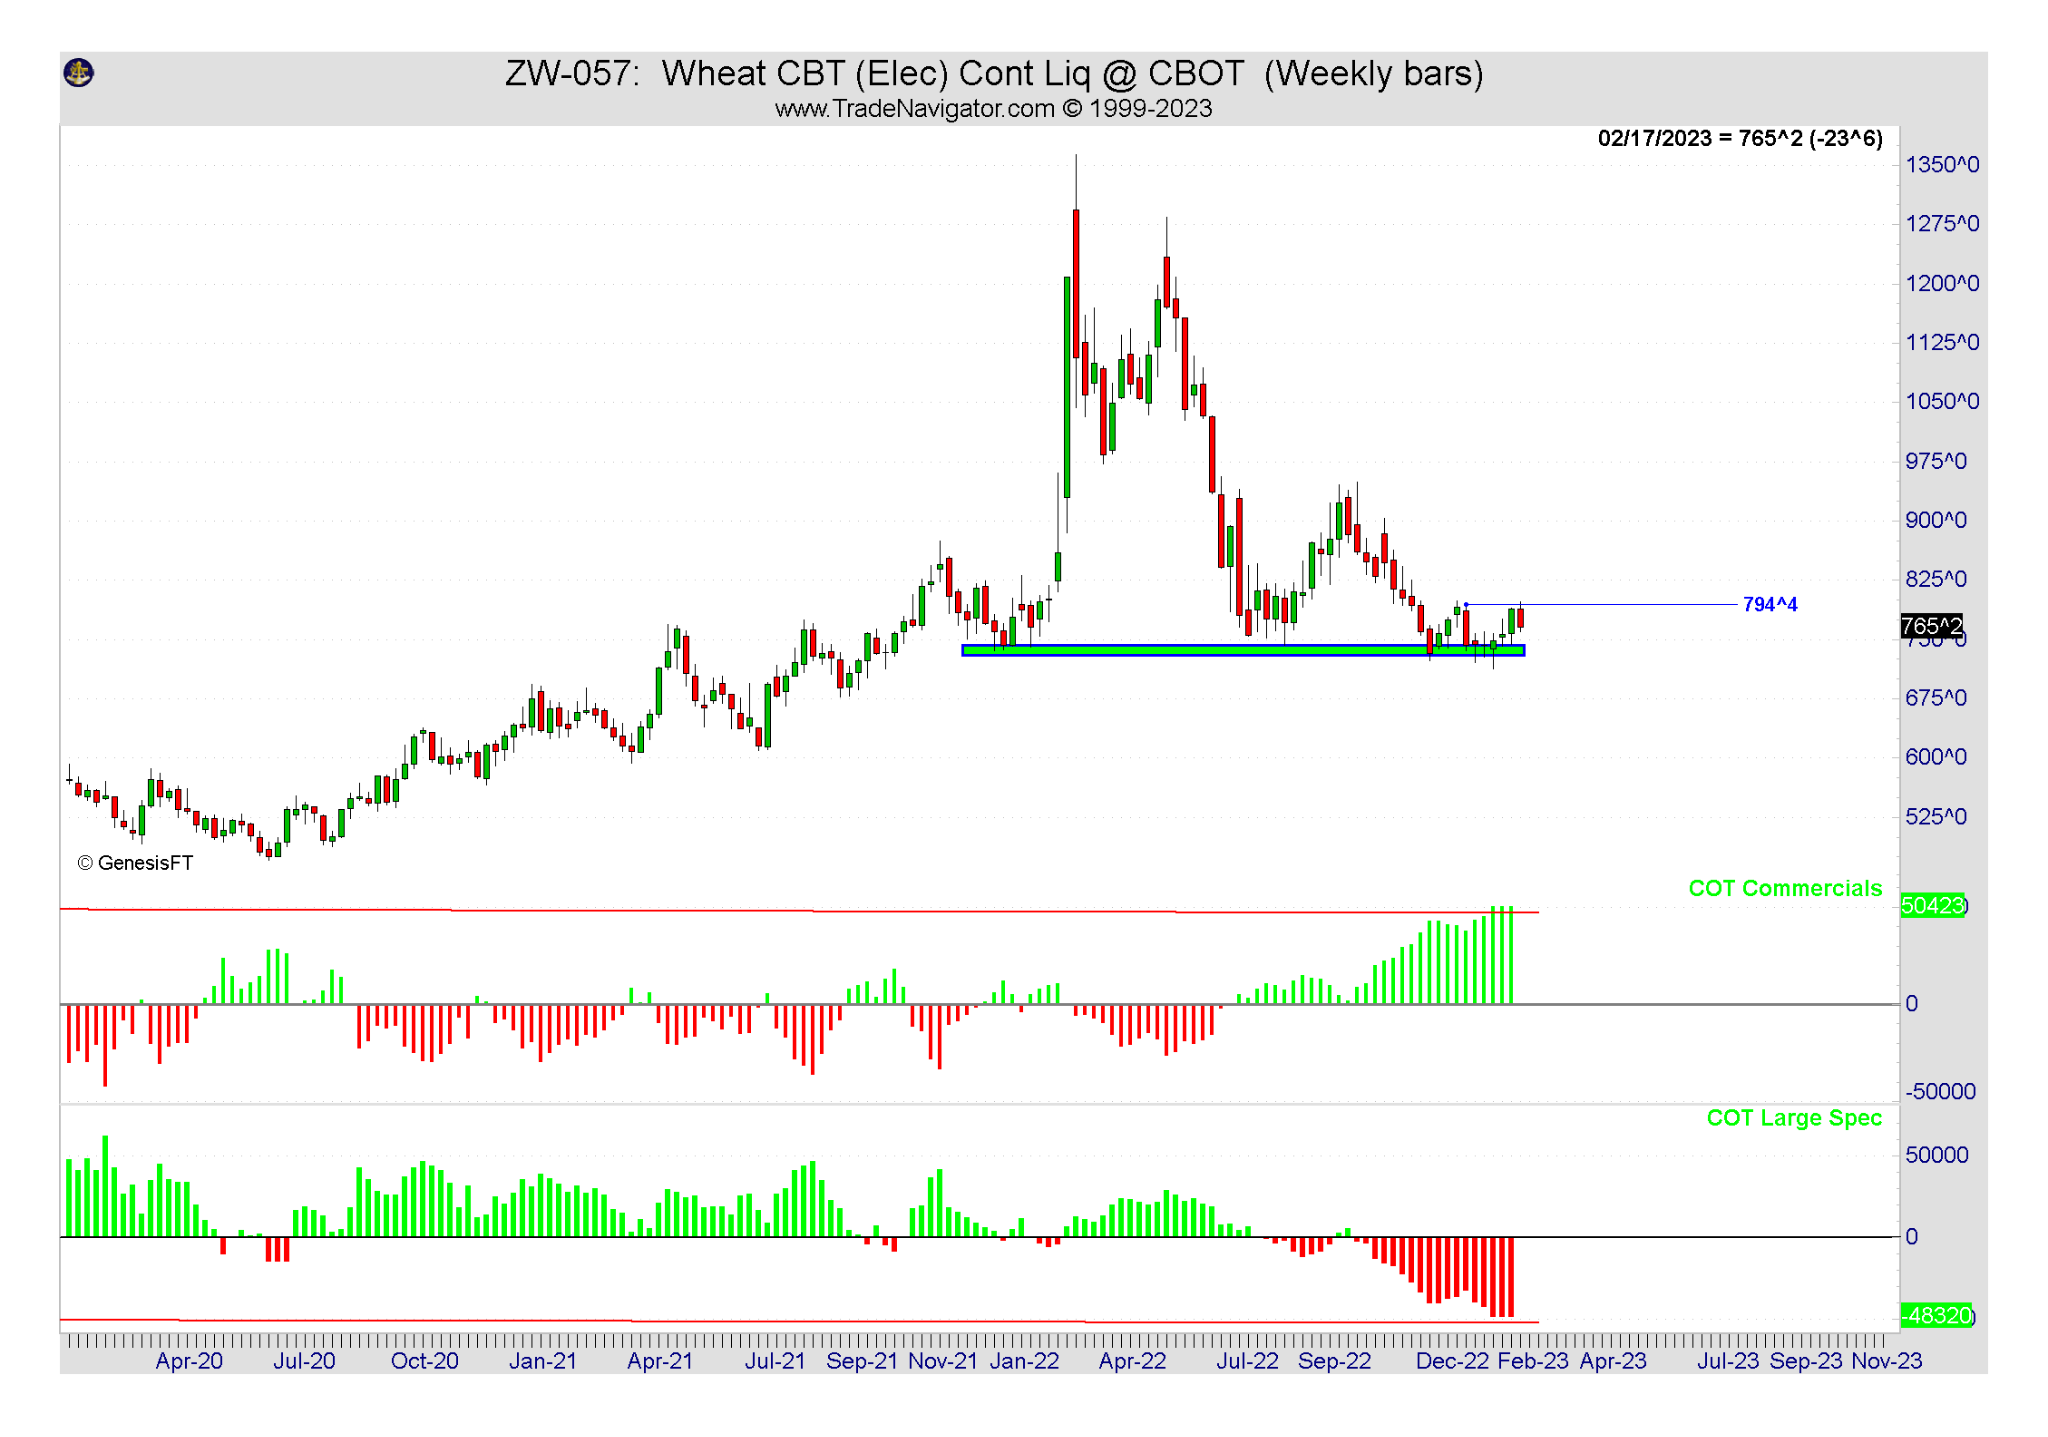 ZW-057: Wheat CBT (Elec) Cont Liq @ CBOT (Weekly bars)
www.TradeNavigator.com © 1999-2023
02/17/2023 = 765^2 (-23^6)
1350^0
1275^0
1200^0
1125^0
1050^0
975^0
900^0
825^0
794^4
765^2
675^0
600^0
525^0
© GenesisFT
COT Commercials
50423
0
-50000
COT Large Spec
50000
0
-48320
Apr-20 Jul-20 Oct-20 Jan-21 Apr-21 Jul-21 Sep-21 Nov-21 Jan-22 Apr-22 Jul-22 Sep-22 Dec-22 Feb-23 Apr-23 Jul-23 Sep-23 Nov-23